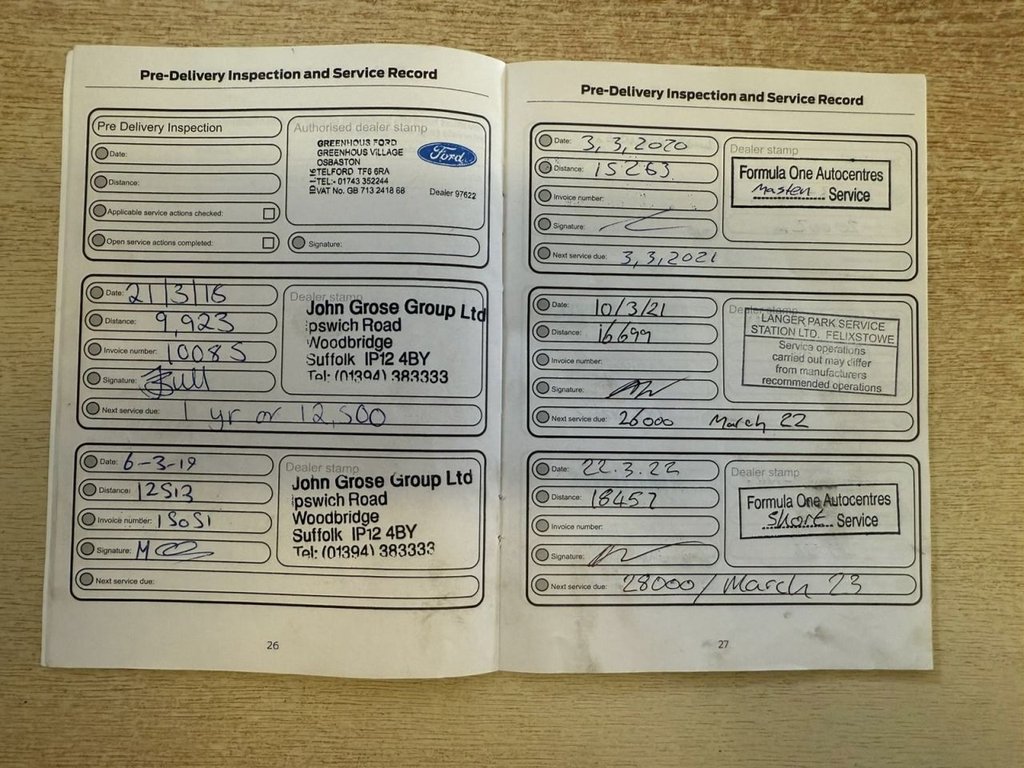 Pre-Delivery Inspection and Service Record
Pre Delivery Inspection
Date:
Distance:
Applicable service actions checked:
Open service actions completed:
Authorised dealer stamp
GREENHOUS FORD
GREENHOUS VILLAGE
OSBASTON
TELFORD TF6 6RA
TEL:- 01743 352244
VAT No. GB 713 2418 68
Ford
Dealer 97622
Signature:
Date: 21/3/18
Distance: 9,923
Invoice number: 10085
Signature:
Next service due: 1 yr or 12,500
Dealer stamp
John Grose Group Ltd
Ipswich Road
Woodbridge
Suffolk IP12 4BY
Tel: (01394) 383333
Date: 6-3-19
Distance: 12513
Invoice number: 15051
Signature:
Next service due:
Dealer stamp
John Grose Group Ltd
Ipswich Road
Woodbridge
Suffolk IP12 4BY
Tel: (01394) 383333
26
Pre-Delivery Inspection and Service Record
Date: 3,3,2020
Distance: 15263
Invoice number:
Signature:
Next service due: 3,3,2021
Dealer stamp
Formula One Autocentres
Master Service
Date: 10/3/21
Distance: 16699
Invoice number:
Signature:
Next service due: 26000 March 22
Dealer stamp
LANGER PARK SERVICE
STATION LTD. FELIXSTOWE
Service operations
carried out may differ
from manufacturers
recommended operations
Date: 22.3.22
Distance: 18457
Invoice number:
Signature:
Next service due: 28000/March 23
Dealer stamp
Formula One Autocentres
Short Service
27